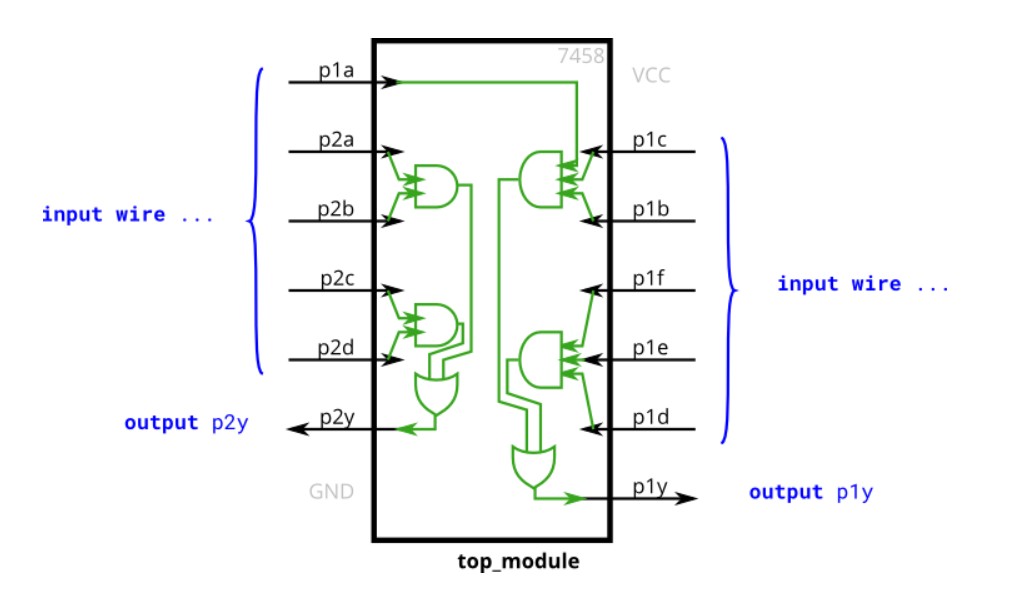 7458
p1a
VCC
p2a
p1c
input wire ...
p2b
p1b
p2c
p1f
input wire ...
p2d
p1e
output p2y
p2y
p1d
GND
p1y
output p1y
top_module